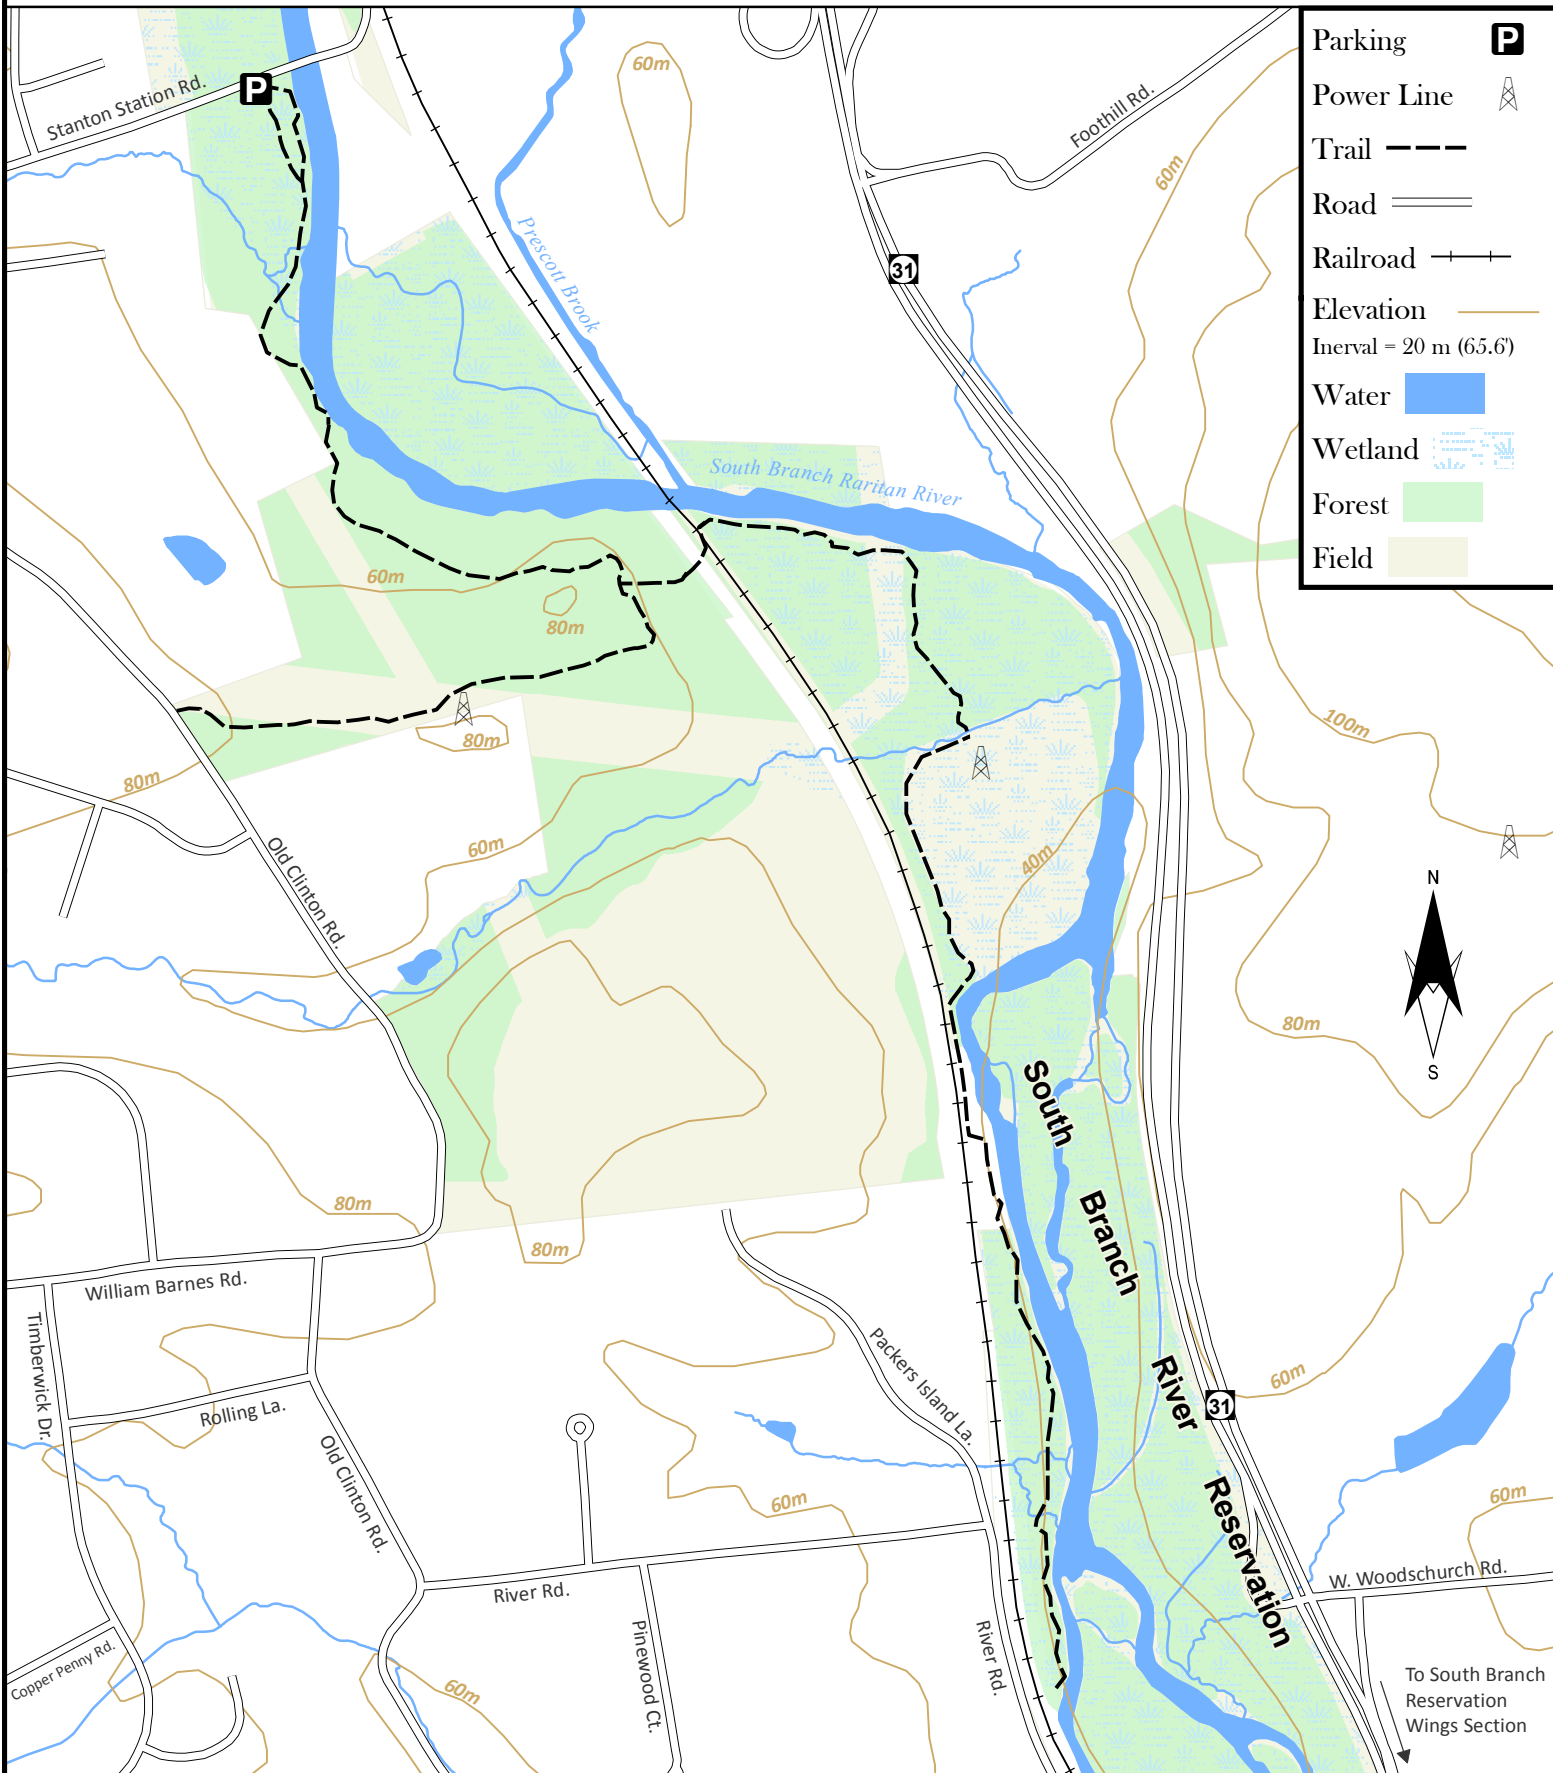 Parking P
Power Line
Trail
Road
Railroad
Elevation
Inerval = 20 m (65.6')
Water
Wetland
Forest
Field
P
Stanton Station Rd.
60m
Foothill Rd.
60m
Prescott Brook
31
South Branch Raritan River
60m
80m
100m
80m
80m
60m
40m
Old Clinton Rd.
N
S
80m
South
Branch
River
Reservation
80m
80m
William Barnes Rd.
Timberwick Dr.
Packers Island La.
60m
31
Rolling La.
Old Clinton Rd.
60m
60m
River Rd.
W. Woodschurch Rd.
Pinewood Ct.
River Rd.
Copper Penny Rd.
60m
To South Branch
Reservation
Wings Section